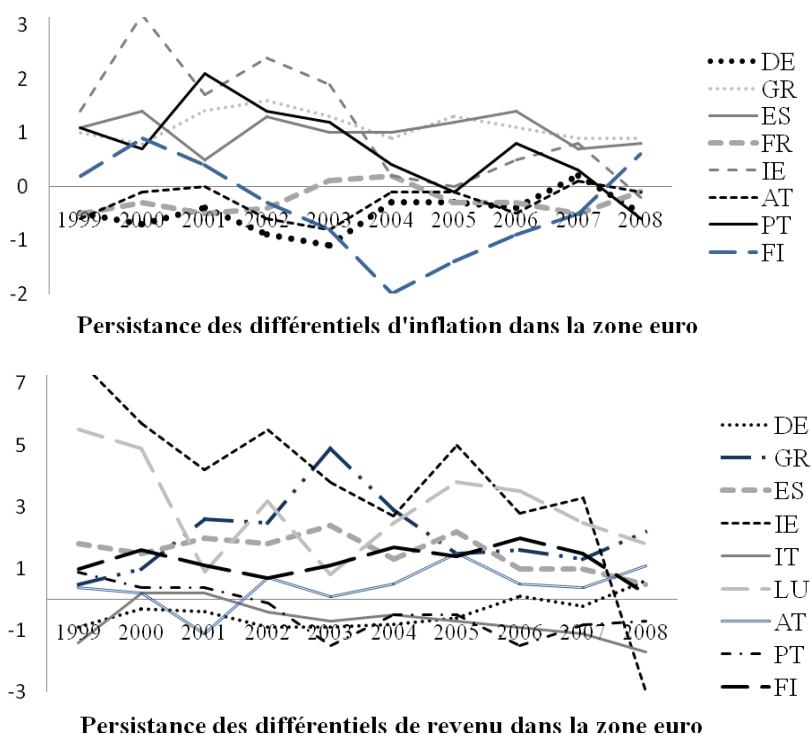 3
2
1
0
-1
-2
1999 2000 2001 2002 2003 2004 2005 2006 2007 2008
DE
GR
ES
FR
IE
AT
PT
FI
Persistance des différentiels d'inflation dans la zone euro
7
5
3
1
-1
-3
1999 2000 2001 2002 2003 2004 2005 2006 2007 2008
DE
GR
ES
IE
IT
LU
AT
PT
FI
Persistance des différentiels de revenu dans la zone euro